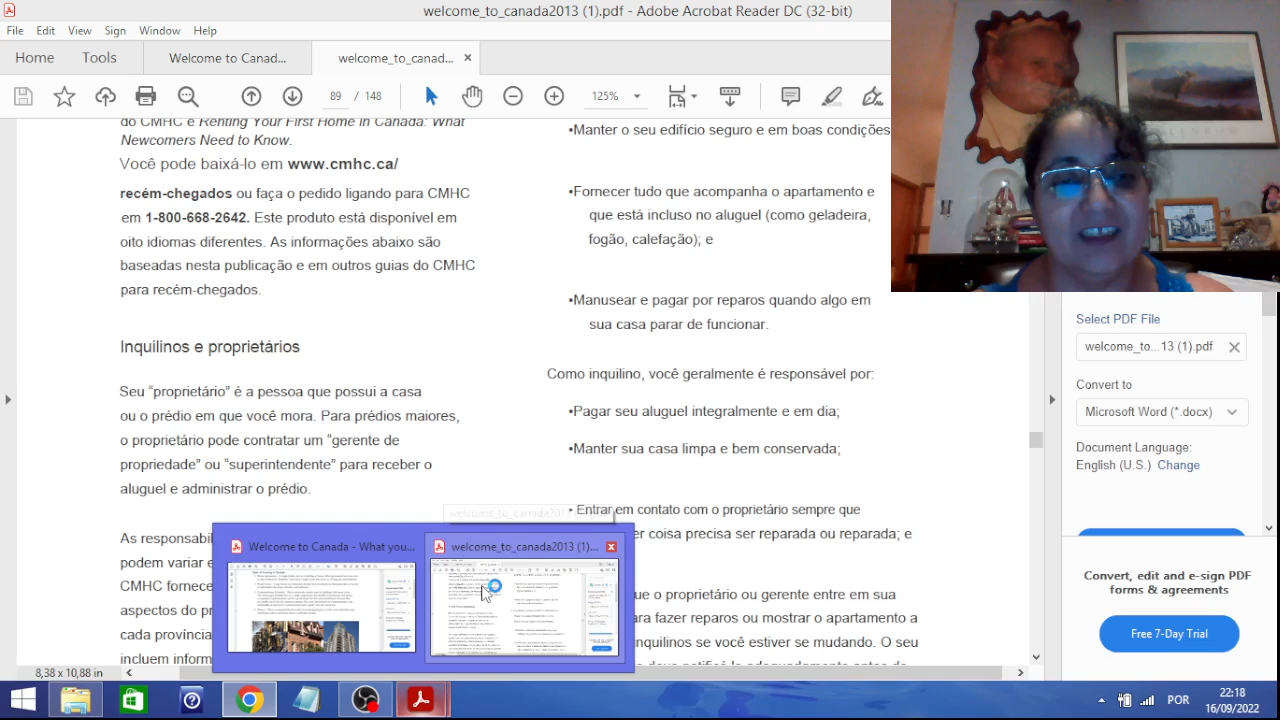 welcome_to_canada2013 (1).pdf - Adobe Acrobat Reader DC (32-bit)
File Edit View Sign Window Help
Home Tools Welcome to Canad... welcome_to_canad...
89 / 148 125%
do CMHC é Renting Your First Home in Canada: What
Newcomers Need to Know.
Você pode baixá-lo em www.cmhc.ca/
recém-chegados ou faça o pedido ligando para CMHC
em 1-800-668-2642. Este produto está disponível em
oito idiomas diferentes. As informações abaixo são
baseadas nesta publicação e em outros guias do CMHC
para recém-chegados.
Inquilinos e proprietários
Seu “proprietário” é a pessoa que possui a casa
ou o prédio em que você mora. Para prédios maiores,
o proprietário pode contratar um “gerente de
propriedade” ou “superintendente” para receber o
aluguel e administrar o prédio.
As responsabil
podem variar e
CMHC fornece
aspectos do pr
cada província
incluem inform
•Manter o seu edifício seguro e em boas condições
•Fornecer tudo que acompanha o apartamento e
que está incluso no aluguel (como geladeira,
fogão, calefação); e
•Manusear e pagar por reparos quando algo em
sua casa parar de funcionar.
Como inquilino, você geralmente é responsável por:
•Pagar seu aluguel integralmente e em dia;
•Manter sua casa limpa e bem conservada;
• Entrar em contato com o proprietário sempre que
er coisa precisa ser reparada ou reparada; e
ue o proprietário ou gerente entre em sua
ra fazer reparos ou mostrar o apartamento a
nquilinos se você estiver se mudando. O seu
Select PDF File
welcome_to...13 (1).pdf
Convert to
Microsoft Word (*.docx)
Document Language:
English (U.S.) Change
Convert, edit and e-sign PDF
forms & agreements
Free 7-Day Trial
Welcome to Canada - What you... welcome_to_canada2013 (1)....
3,38 x 10,88 in
POR
22:18
16/09/2022